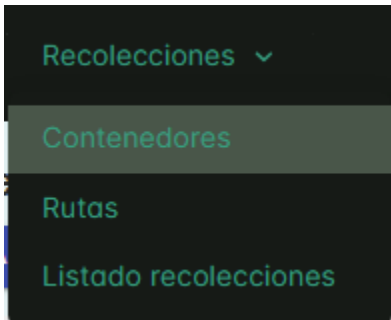 Recolecciones
Contenedores
Rutas
Listado recolecciones